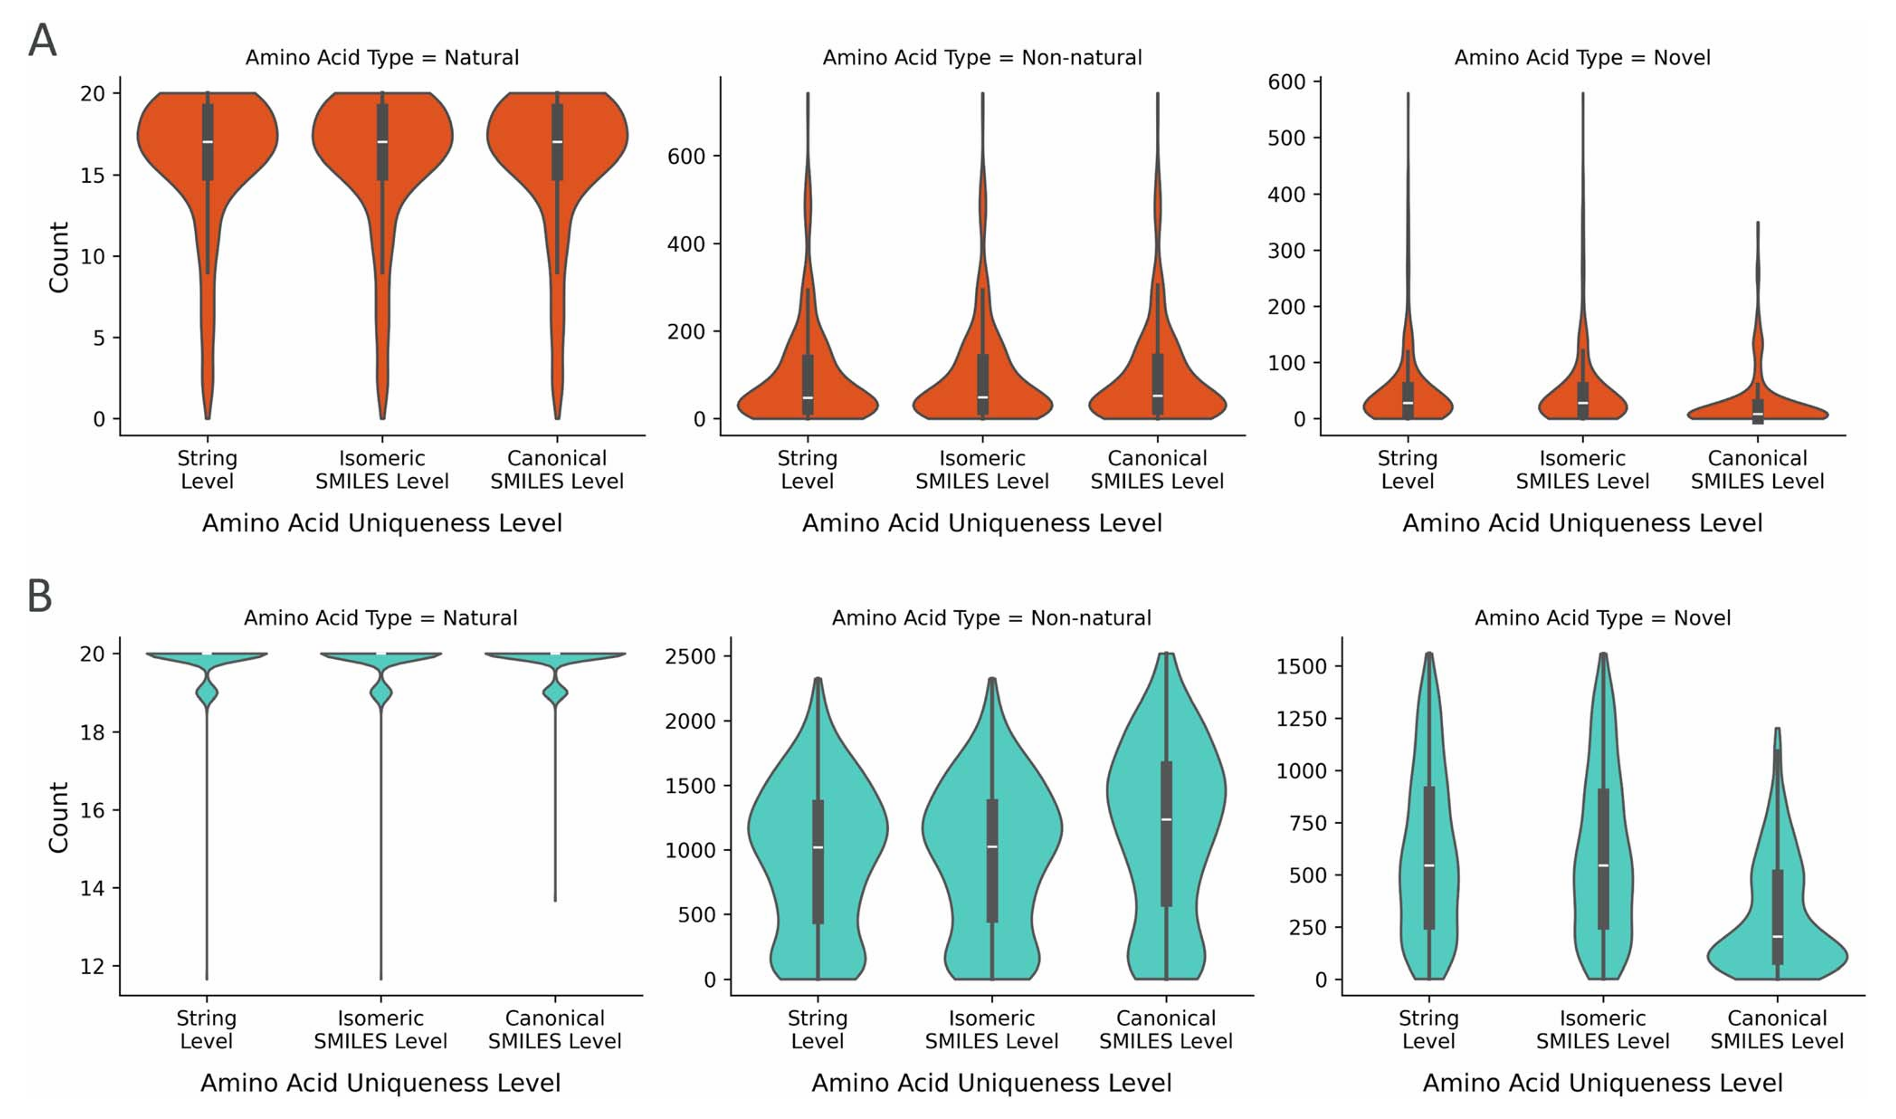 A
Amino Acid Type = Natural
Amino Acid Type = Non-natural
Amino Acid Type = Novel
Count
20
15
10
5
0
String
Level
Isomeric
SMILES Level
Canonical
SMILES Level
Amino Acid Uniqueness Level
600
400
200
0
String
Level
Isomeric
SMILES Level
Canonical
SMILES Level
Amino Acid Uniqueness Level
600
500
400
300
200
100
0
String
Level
Isomeric
SMILES Level
Canonical
SMILES Level
Amino Acid Uniqueness Level
B
Amino Acid Type = Natural
Amino Acid Type = Non-natural
Amino Acid Type = Novel
Count
20
18
16
14
12
String
Level
Isomeric
SMILES Level
Canonical
SMILES Level
Amino Acid Uniqueness Level
2500
2000
1500
1000
500
0
String
Level
Isomeric
SMILES Level
Canonical
SMILES Level
Amino Acid Uniqueness Level
1500
1250
1000
750
500
250
0
String
Level
Isomeric
SMILES Level
Canonical
SMILES Level
Amino Acid Uniqueness Level